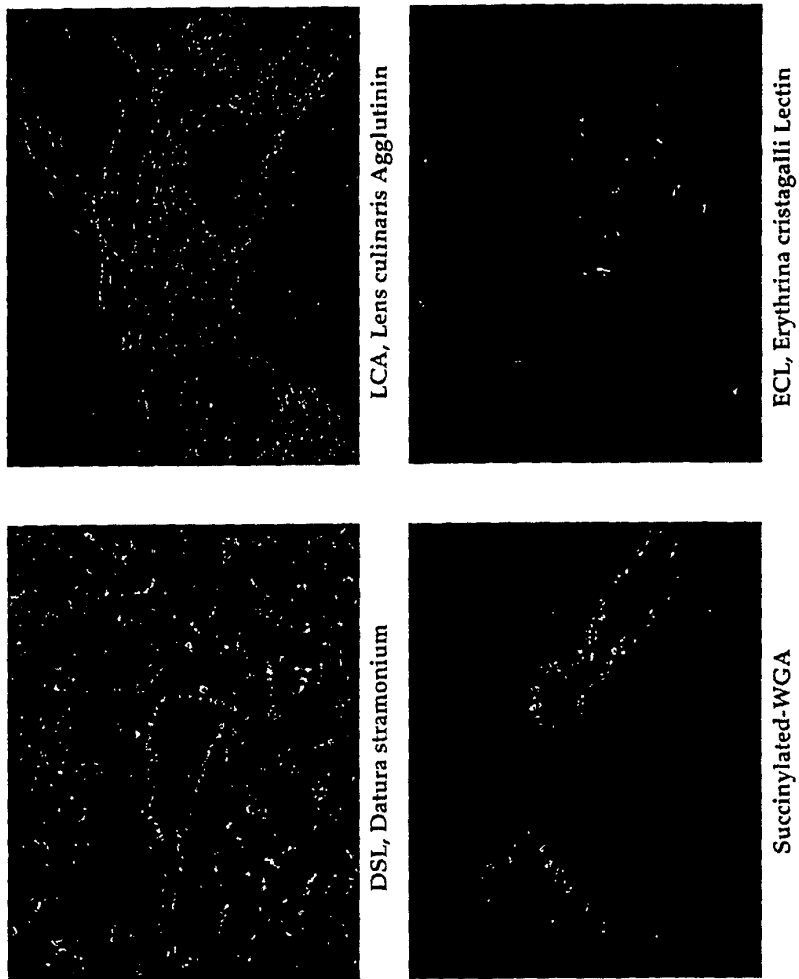 DSL, Datura stramonium
LCA, Lens culinaris Agglutinin
Succinylated-WGA
ECL, Erythrina cristagalli Lectin